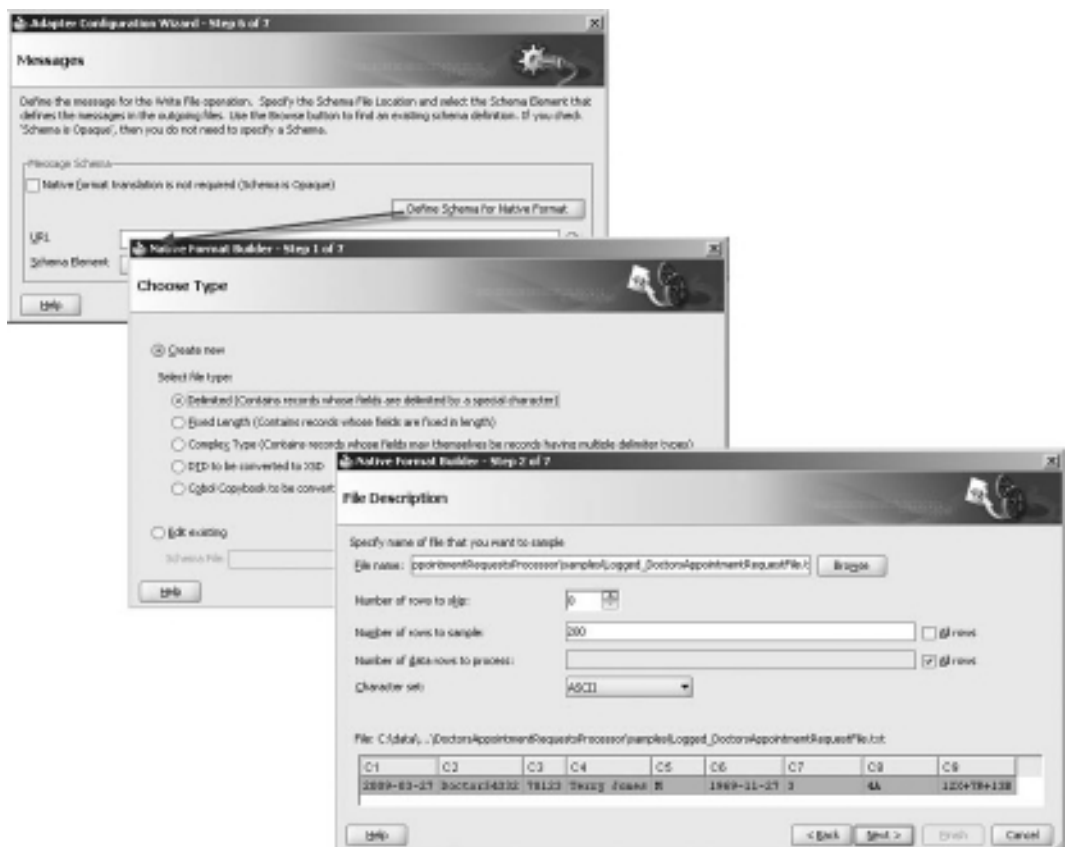 Adapter Configuration Wizard - Step 6 of 7
Messages
Define the message for the Write File operation. Specify the Schema File Location and select the Schema Element that
defines the messages in the outgoing files. Use the Browse button to find an existing schema definition. If you check
'Schema is Opaque', then you do not need to specify a Schema.
Message Schema
Native format translation is not required (Schema is Opaque)
Define Schema for Native Format
URL
Schema Element:
Help
Native Format Builder - Step 1 of 7
Choose Type
Create new
Select file type:
Delimited (Contains records whose fields are delimited by a special character)
Fixed Length (Contains records whose fields are fixed in length)
Complex Type (Contains records whose fields may themselves be records having multiple delimiter types)
DTD to be converted to XSD
Cobol Copybook to be convert
Edit existing
Schema File:
Help
Native Format Builder - Step 2 of 7
File Description
Specify name of file that you want to sample
File name: ppointmentRequestsProcessor\samples\Logged_DoctorsAppointmentRequestFile.t Browse
Number of rows to skip: 0
Number of rows to sample: 200 All rows
Number of data rows to process: All rows
Character set: ASCII
File: C:\data\...\DoctorsAppointmentRequestsProcessor\samples\Logged_DoctorsAppointmentRequestFile.txt
C1 C2 C3 C4 C5 C6 C7 C8 C9
2009-03-27 Terry Jones M 1969-11-27 3 4A
Help < Back Next > Finish Cancel